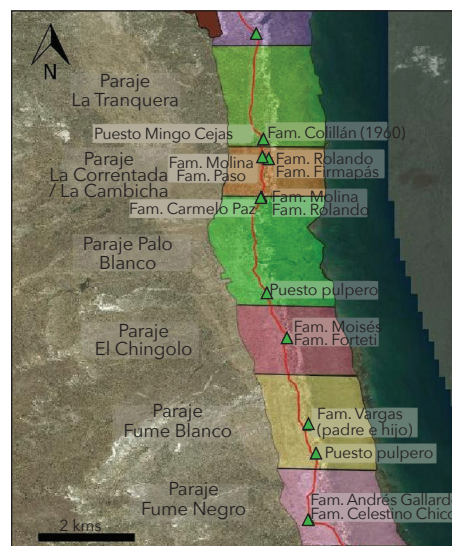 N
Paraje
La Tranquera
Puesto Mingo Cejas
Fam. Colillán (1960)
Paraje
La Correntada
/ La Cambicha
Fam. Molina
Fam. Paso
Fam. Rolando
Fam. Firmapás
Fam. Carmelo Paz
Fam. Molina
Fam. Rolando
Paraje Palo
Blanco
Puesto pulpero
Paraje
El Chingolo
Fam. Moisés
Fam. Forteti
Paraje
Fume Blanco
Fam. Vargas
(padre e hijo)
Puesto pulpero
Paraje
Fume Negro
Fam. Andrés Gallard
Fam. Celestino Chico
2 kms